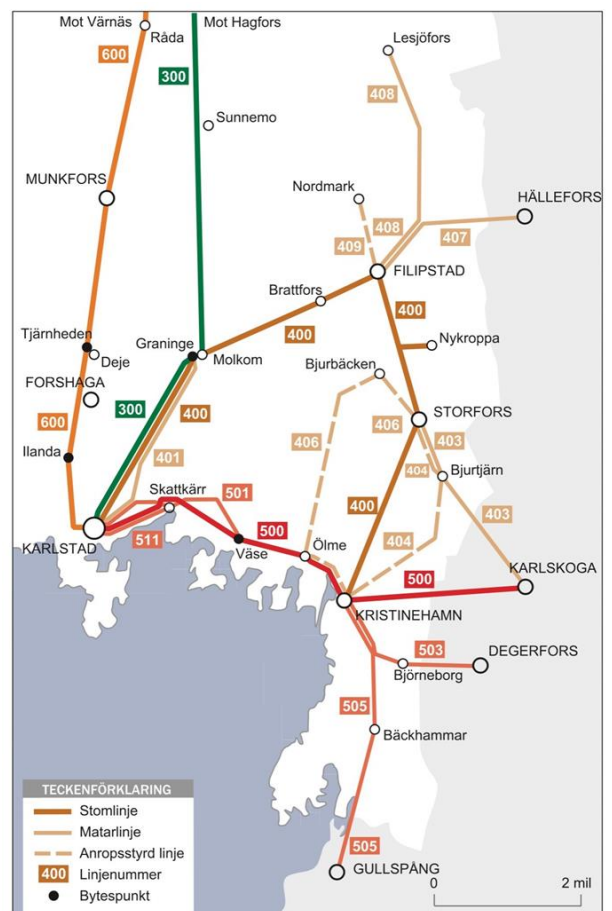 Mot Värnäs
Mot Hagfors
Råda
Lesjöfors
600
300
408
Sunnemo
MUNKFORS
Nordmark
HÄLLEFORS
408
407
409
FILIPSTAD
Brattfors
400
400
Tjärnheden
Graninge
Nykroppa
Deje
Molkom
Bjurbäcken
FORSHAGA
300
400
STORFORS
600
406
406
403
Ilanda
401
404
Bjurtjärn
Skattkärr
501
400
403
KARLSTAD
511
500
Väse
Ölme
404
KARLSKOGA
500
KRISTINEHAMN
503
DEGERFORS
Björneborg
505
Bäckhammar
TECKENFÖRKLARING
Stomlinje
Matarlinje
Anropsstyrd linje
400 Linjenummer
Bytespunkt
505
GULLSPÅNG
0 2 mil